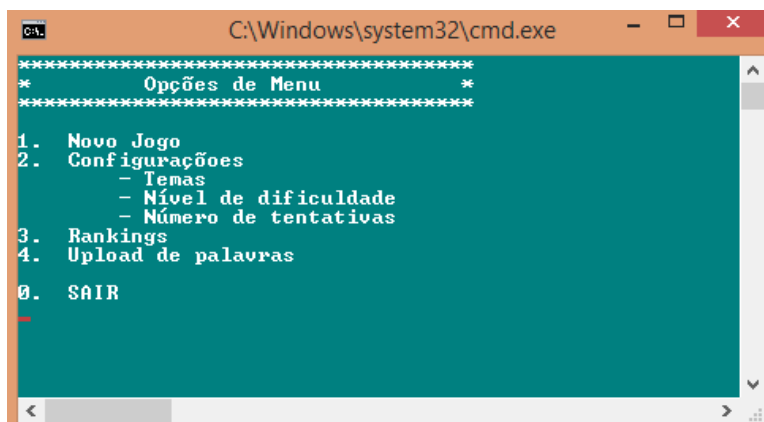 C:\Windows\system32\cmd.exe
************************************
* Opções de Menu *
************************************
1. Novo Jogo
2. Configuraçõoes
- Temas
- Nível de dificuldade
- Número de tentativas
3. Rankings
4. Upload de palavras
0. SAIR